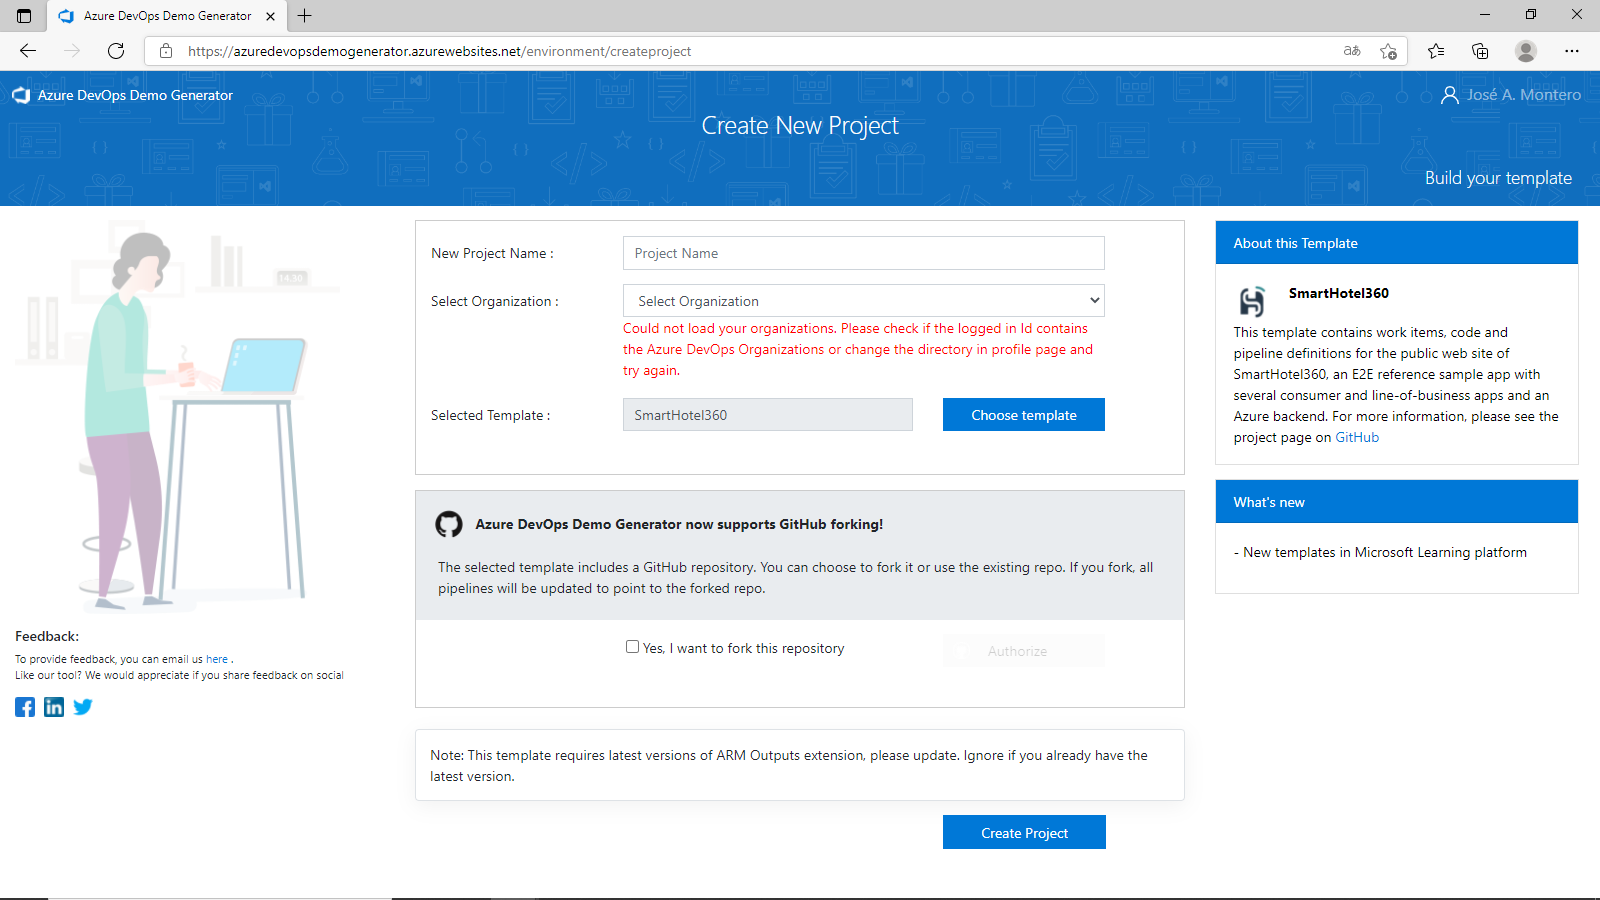 Azure DevOps Demo Generator
https://azuredevopsdemogenerator.azurewebsites.net/environment/createproject
Azure DevOps Demo Generator
José A. Montero
Create New Project
Build your template
14:30
New Project Name :
Project Name
Select Organization :
Select Organization
Could not load your organizations. Please check if the logged in Id contains
the Azure DevOps Organizations or change the directory in profile page and
try again.
Selected Template :
SmartHotel360
Choose template
Azure DevOps Demo Generator now supports GitHub forking!
The selected template includes a GitHub repository. You can choose to fork it or use the existing repo. If you fork, all
pipelines will be updated to point to the forked repo.
Yes, I want to fork this repository
Authorize
Note: This template requires latest versions of ARM Outputs extension, please update. Ignore if you already have the
latest version.
Create Project
About this Template
SmartHotel360
This template contains work items, code and
pipeline definitions for the public web site of
SmartHotel360, an E2E reference sample app with
several consumer and line-of-business apps and an
Azure backend. For more information, please see the
project page on GitHub
What's new
- New templates in Microsoft Learning platform
Feedback:
To provide feedback, you can email us here .
Like our tool? We would appreciate if you share feedback on social